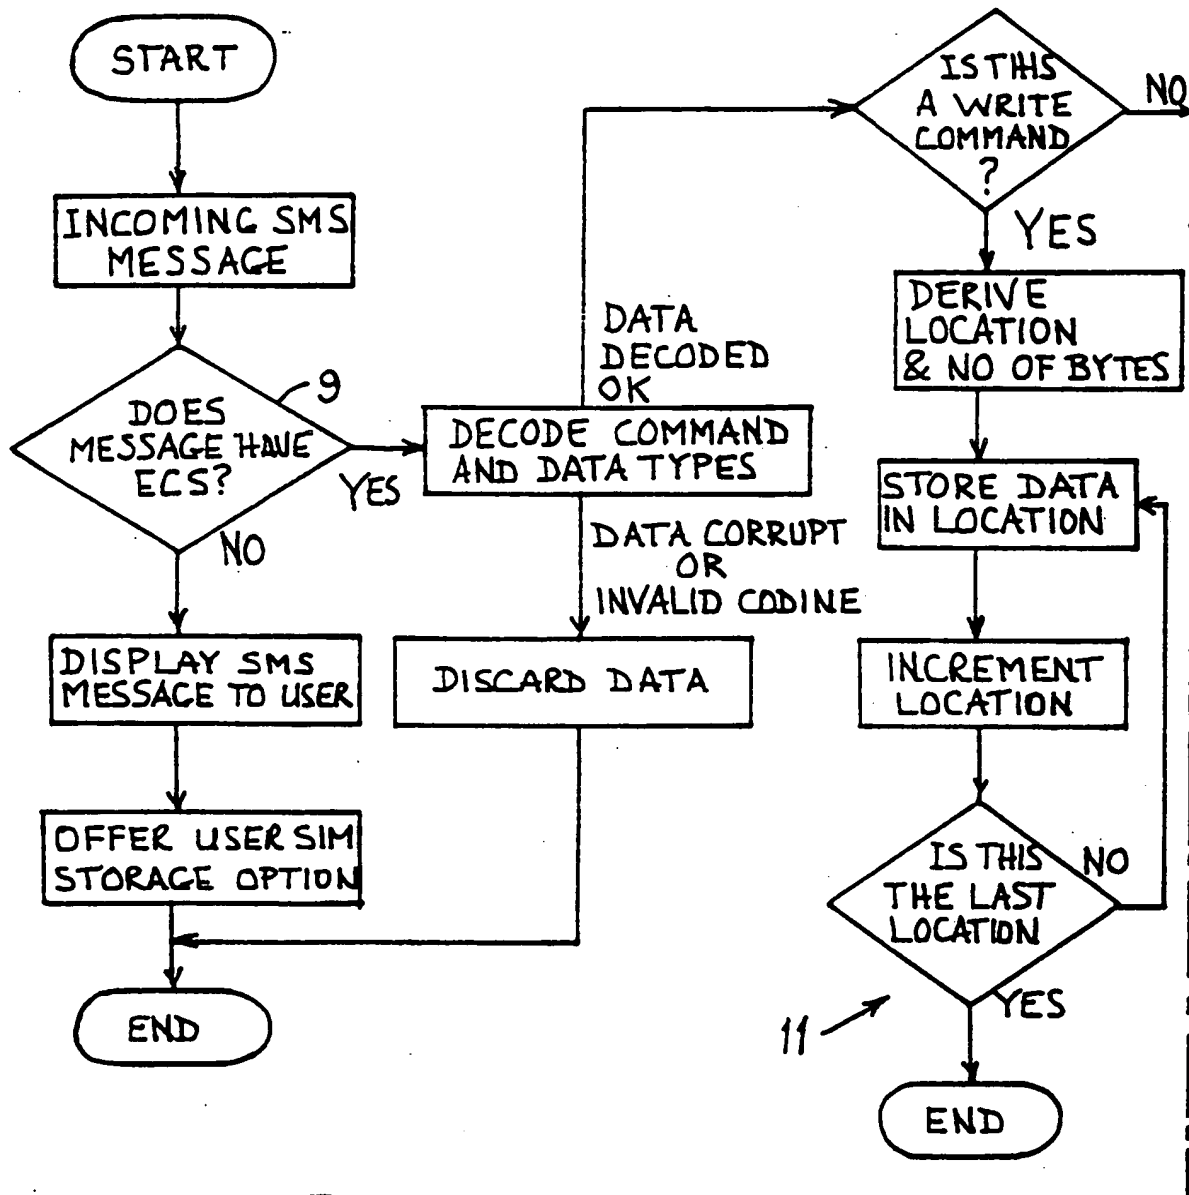 START
INCOMING SMS
MESSAGE
9
DOES
MESSAGE HAVE
ECS?
YES
NO
DISPLAY SMS
MESSAGE TO USER
OFFER USER SIM
STORAGE OPTION
END
DATA
DECODED
OK
DECODE COMMAND
AND DATA TYPES
DATA CORRUPT
OR
INVALID CODINE
DISCARD DATA
IS THIS
A WRITE
COMMAND
?
NO
YES
DERIVE
LOCATION
& NO OF BYTES
STORE DATA
IN LOCATION
INCREMENT
LOCATION
IS THIS
THE LAST
LOCATION
NO
YES
11
END